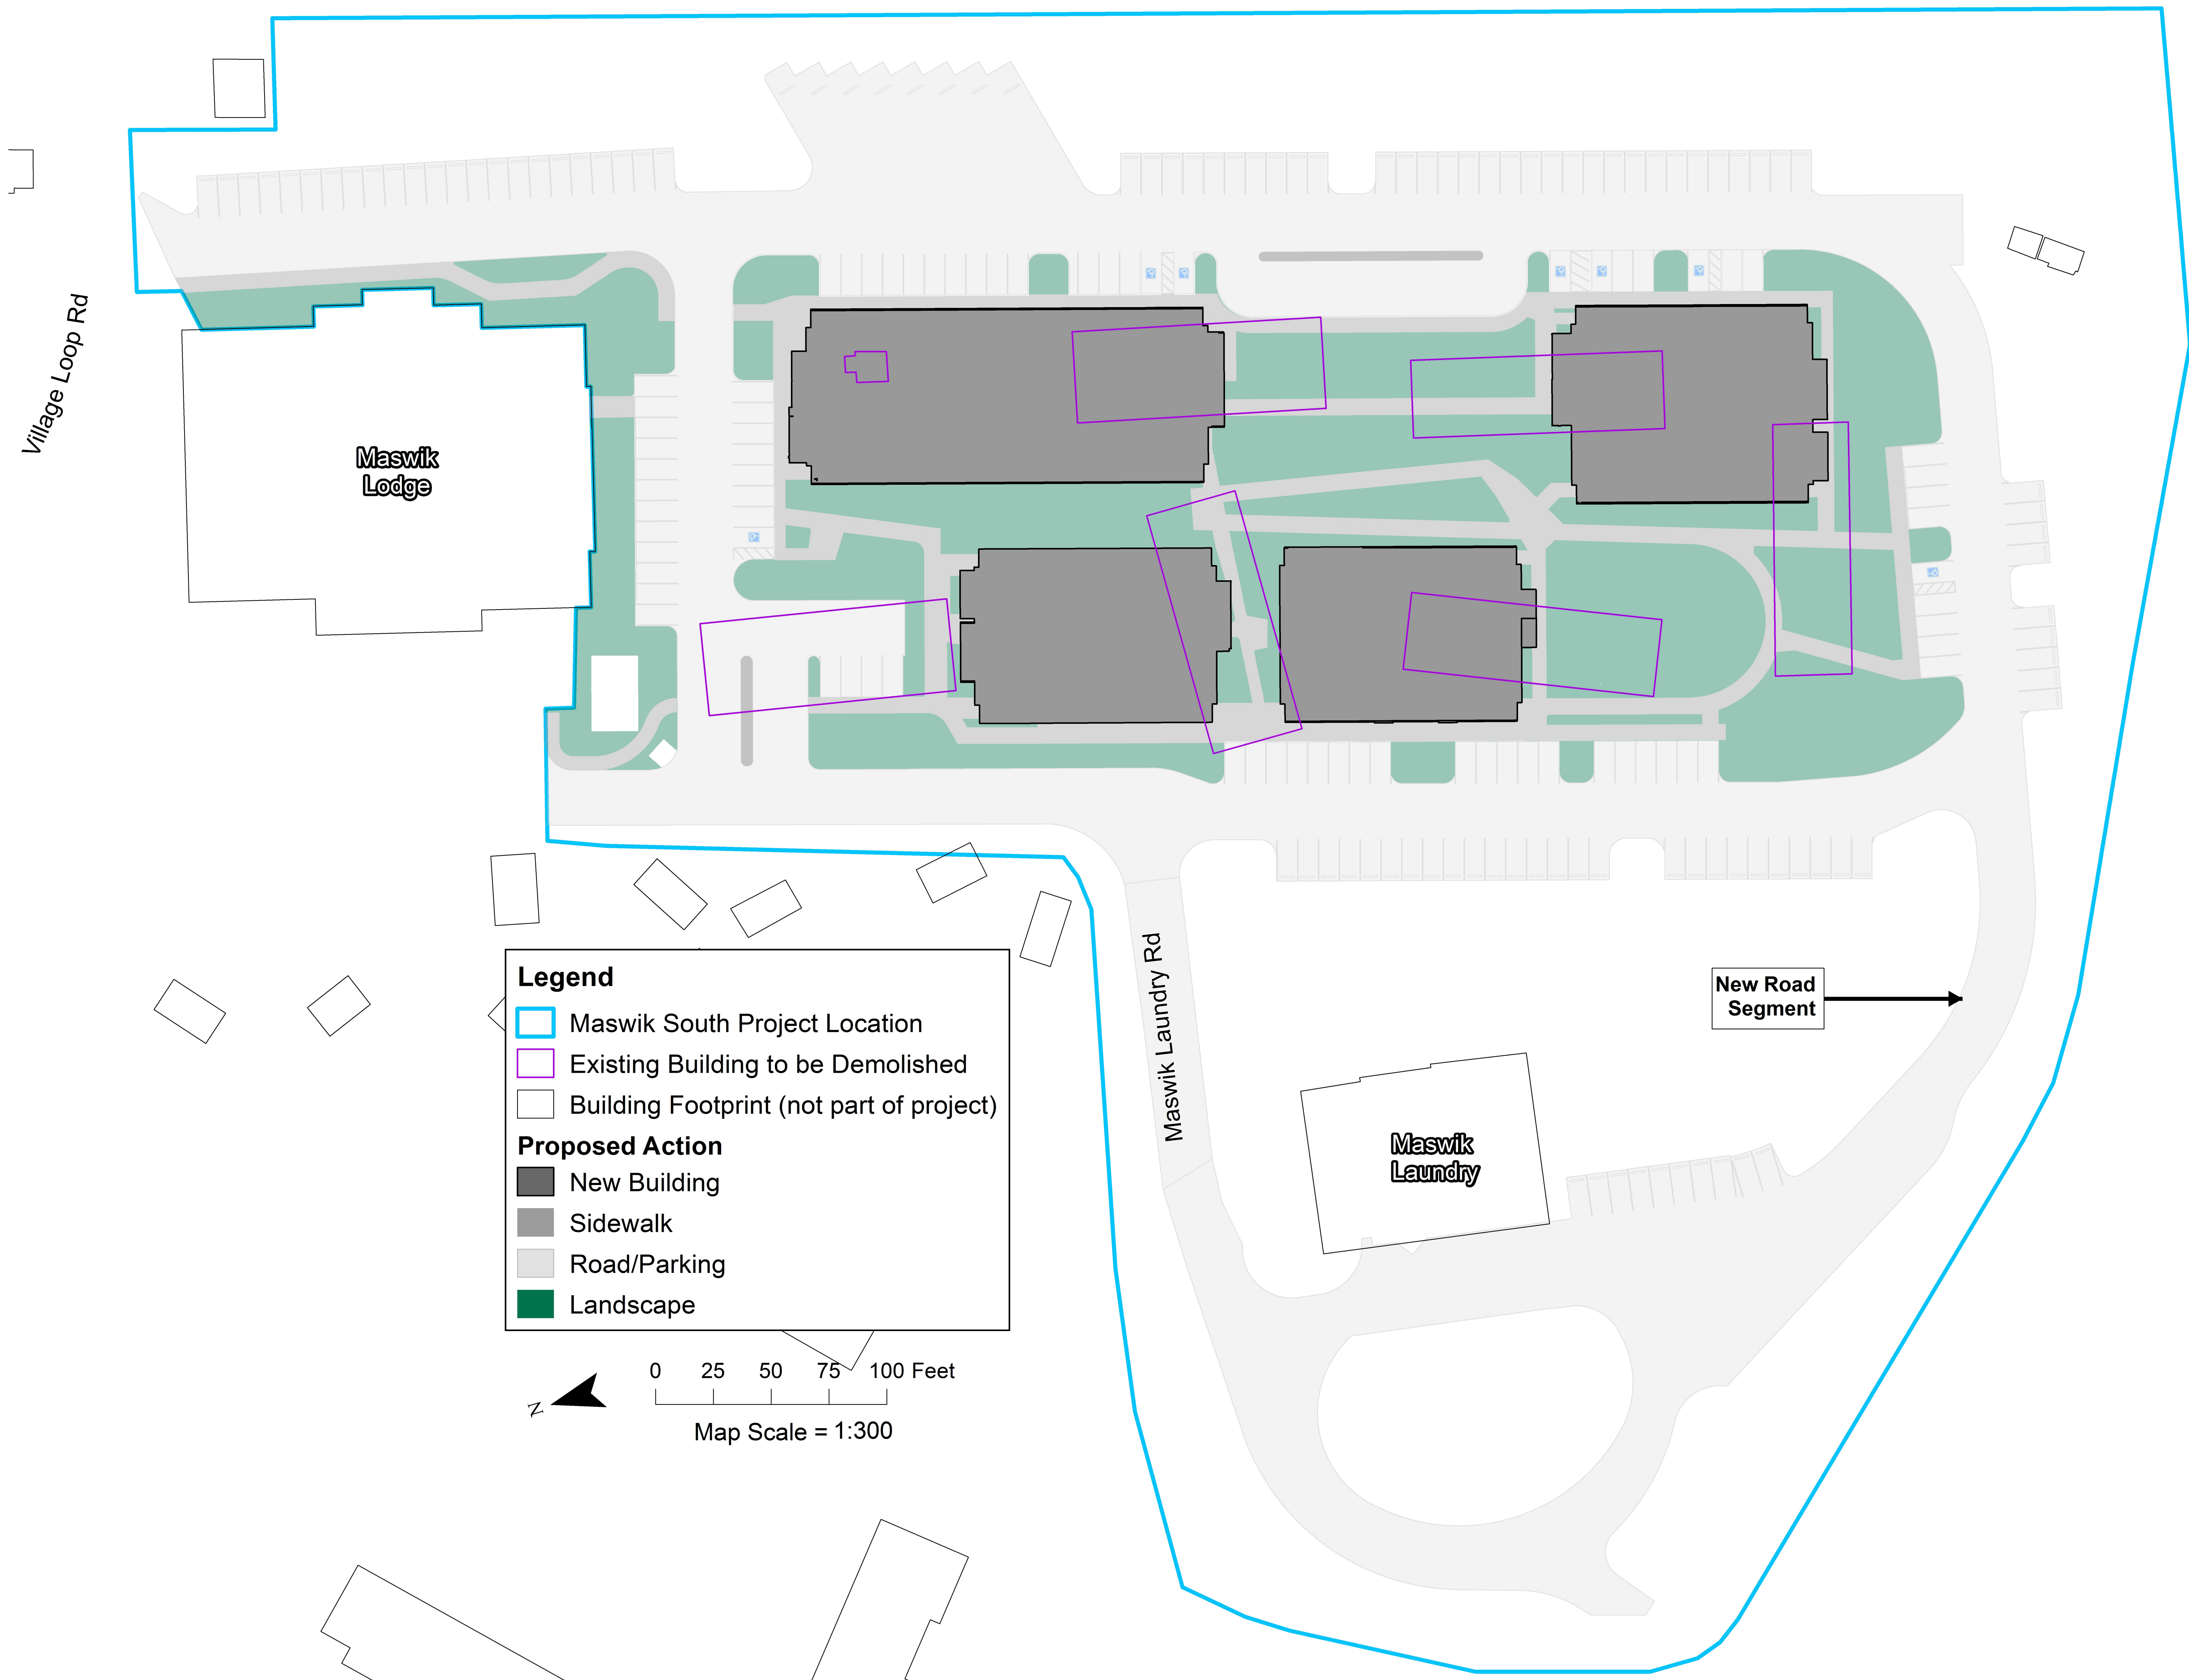 Village Loop Rd
Maswik
Lodge
Maswik Laundry Rd
New Road
Segment
Maswik
Laundry
Legend
Maswik South Project Location
Existing Building to be Demolished
Building Footprint (not part of project)
Proposed Action
New Building
Sidewalk
Road/Parking
Landscape
N
0 25 50 75 100 Feet
Map Scale = 1:300